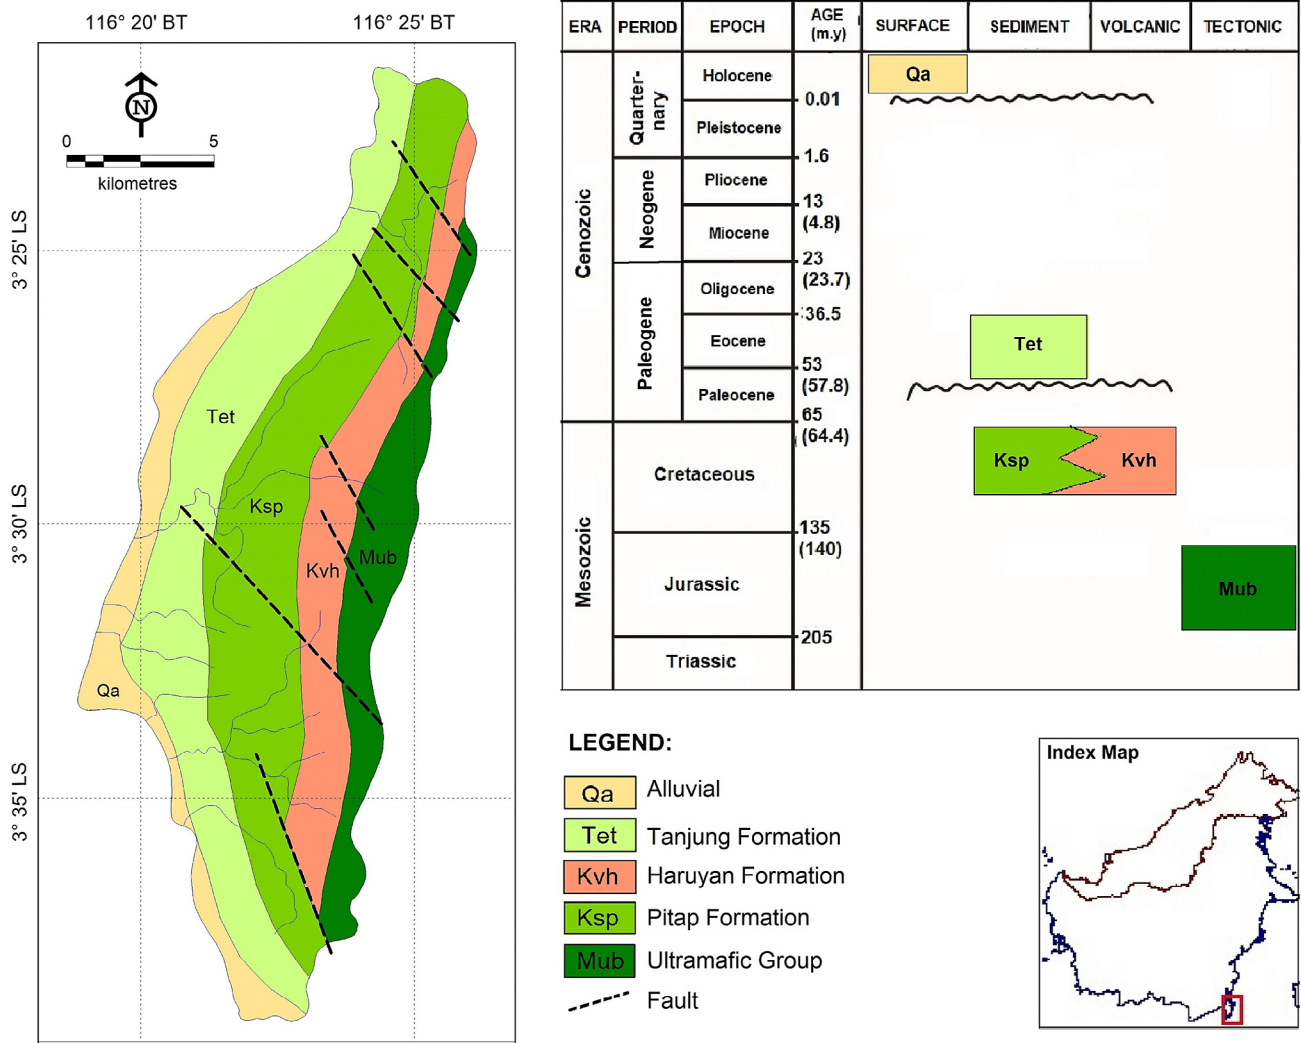 116° 20' BT
116° 25' BT
N
0
5
kilometres
3° 25' LS
3° 30' LS
3° 35' LS
Tet
Ksp
Kvh
Mub
Qa
ERA
PERIOD
EPOCH
AGE
(m.y)
SURFACE
SEDIMENT
VOLCANIC
TECTONIC
Cenozoic
Quarter-
nary
Holocene
0.01
Pleistocene
1.6
Neogene
Pliocene
13
(4.8)
Miocene
23
(23.7)
Paleogene
Oligocene
36.5
Eocene
53
(57.8)
Paleocene
65
(64.4)
Mesozoic
Cretaceous
135
(140)
Jurassic
205
Triassic
Qa
Tet
Ksp
Kvh
Mub
LEGEND:
Qa Alluvial
Tet Tanjung Formation
Kvh Haruyan Formation
Ksp Pitap Formation
Mub Ultramafic Group
Fault
Index Map